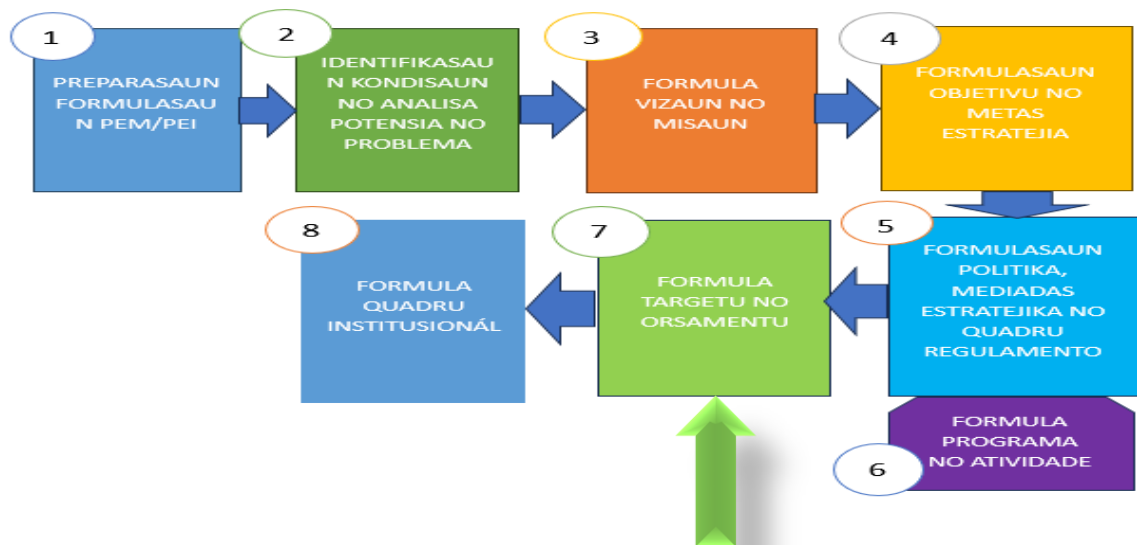 1
PREPARASAUN
FORMULASAU
N PEM/PEI
2
IDENTIFIKASAU
N KONDISAUN
NO ANALISA
POTENSIA NO
PROBLEMA
3
FORMULA
VIZAUN NO
MISAUN
4
FORMULASAUN
OBJETIVU NO
METAS
ESTRATEJIA
5
FORMULASAUN
POLITIKA,
MEDIADAS
ESTRATEJIKA NO
QUADRU
REGULAMENTO
6
FORMULA
PROGRAMA
NO ATIVIDADE
7
FORMULA
TARGETU NO
ORSAMENTU
8
FORMULA
QUADRU
INSTITUSIONÁL